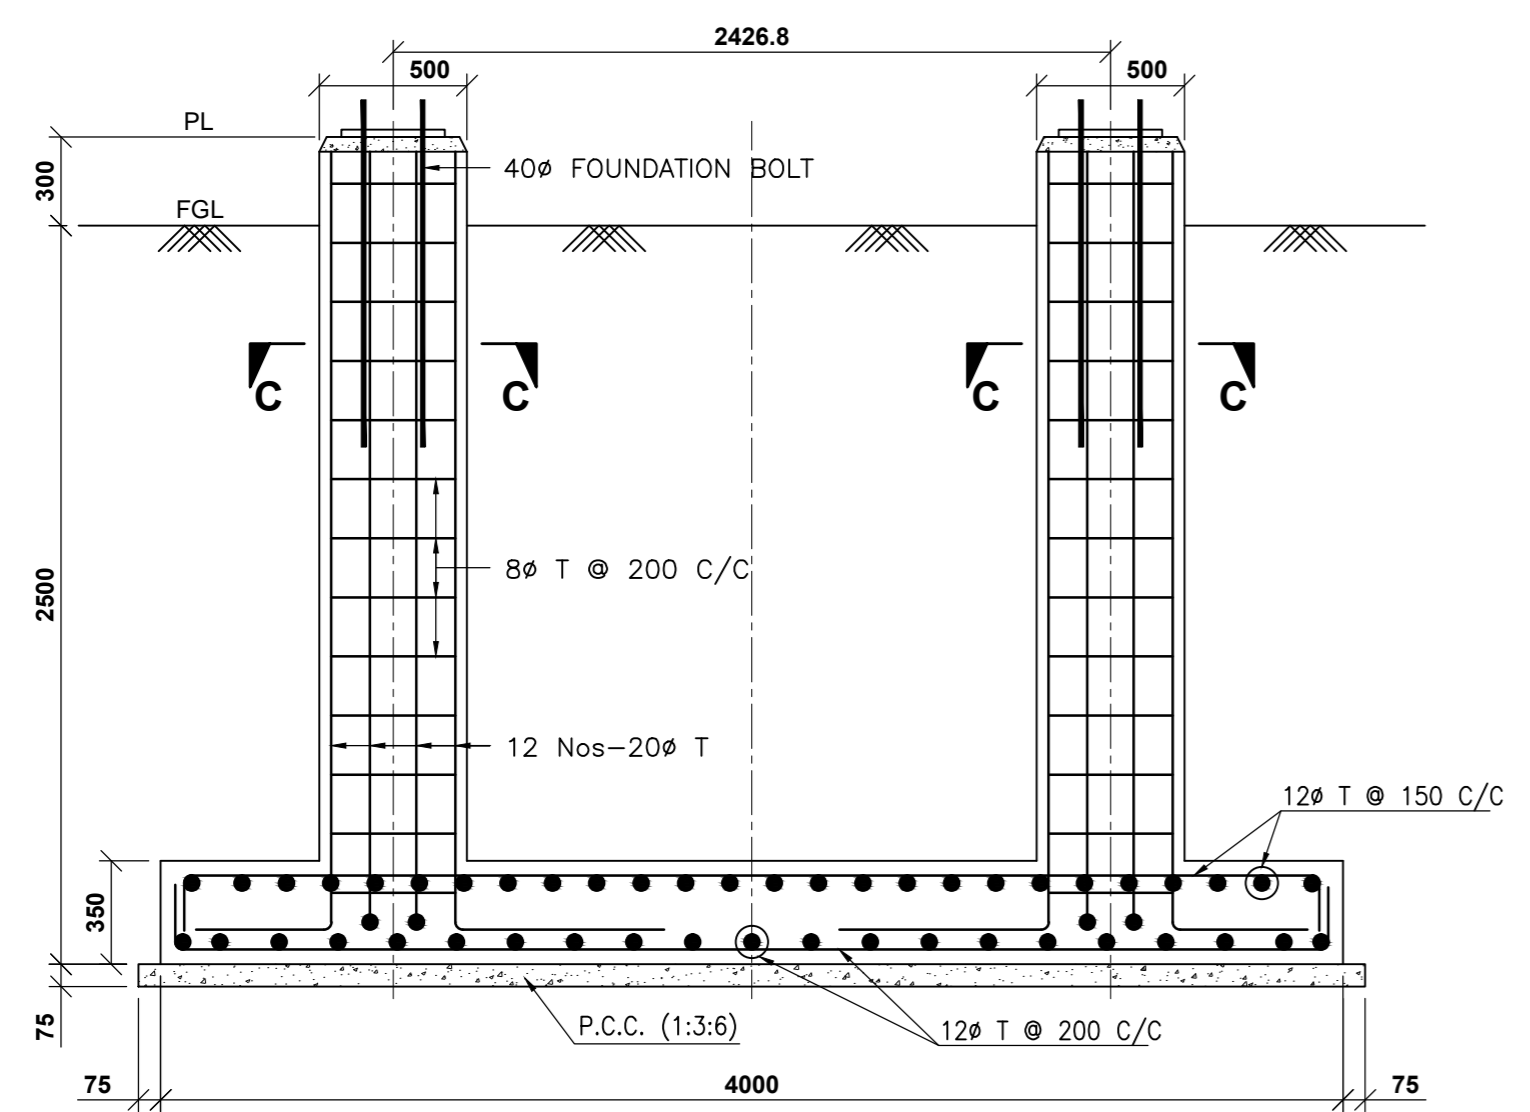 2426.8
500
500
PL
40ø FOUNDATION BOLT
300
FGL
C
C
C
C
2500
8ø T @ 200 C/C
12 Nos-20ø T
12ø T @ 150 C/C
350
75
P.C.C. (1:3:6)
12ø T @ 200 C/C
75
4000
75